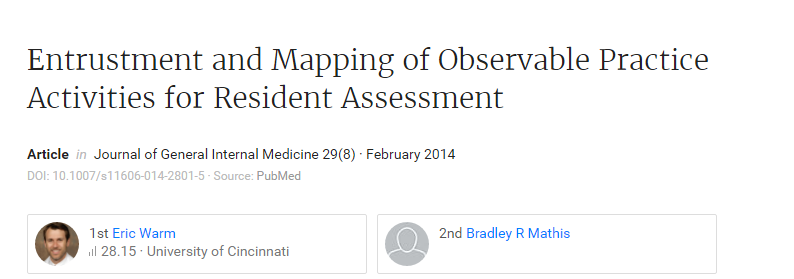 Entrustment and Mapping of Observable Practice
Activities for Resident Assessment
Article in Journal of General Internal Medicine 29(8) · February 2014
DOI: 10.1007/s11606-014-2801-5 · Source: PubMed
1st Eric Warm
28.15 · University of Cincinnati
2nd Bradley R Mathis